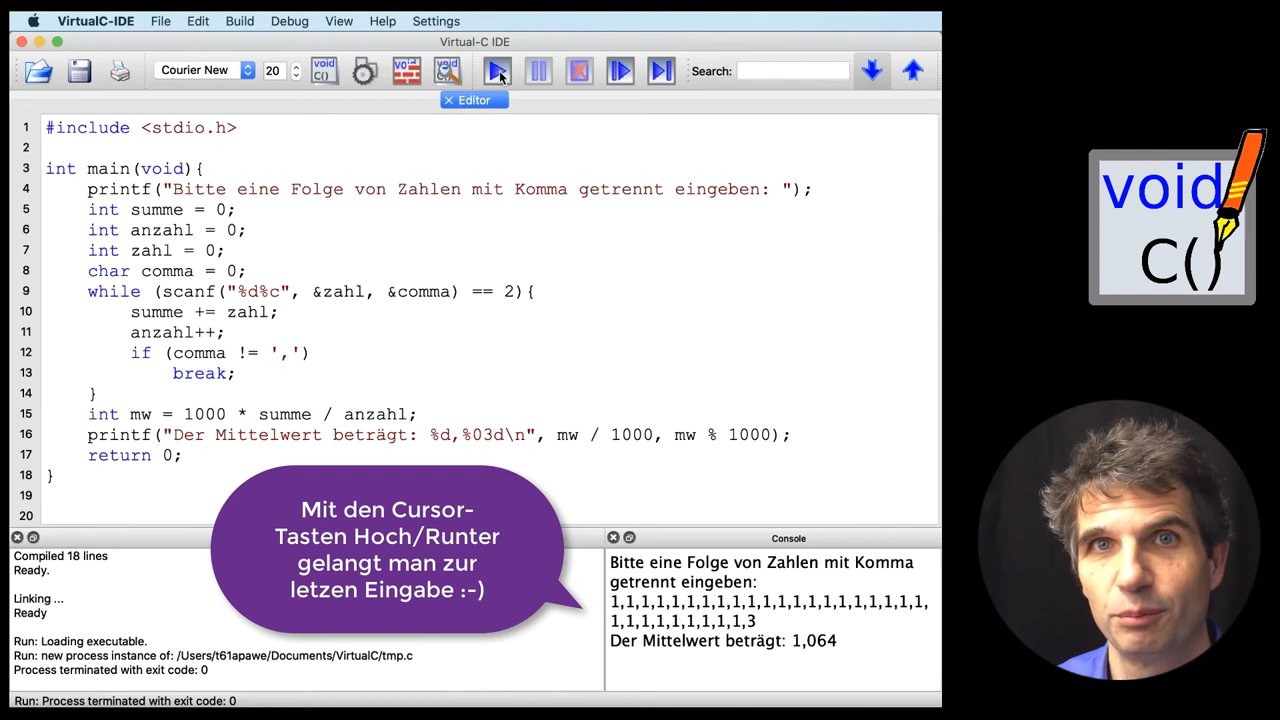 VirtualC-IDE File Edit Build Debug View Help Settings
Virtual-C IDE
Courier New 20 void C() void void C() Search:
Editor
1 #include <stdio.h>
2
3 int main(void){
4 printf("Bitte eine Folge von Zahlen mit Komma getrennt eingeben: ");
5 int summe = 0;
6 int anzahl = 0;
7 int zahl = 0;
8 char comma = 0;
9 while (scanf("%d%c", &zahl, &comma) == 2){
10 summe += zahl;
11 anzahl++;
12 if (comma != ',')
13 break;
14 }
15 int mw = 1000 * summe / anzahl;
16 printf("Der Mittelwert beträgt: %d,%03d\n", mw / 1000, mw % 1000);
17 return 0;
18 }
19
20
Mit den Cursor-
Tasten Hoch/Runter
gelangt man zur
letzen Eingabe :-)
Compiled 18 lines
Ready.
Linking ...
Ready
Run: Loading executable.
Run: new process instance of: /Users/t61apawe/Documents/VirtualC/tmp.c
Process terminated with exit code: 0
Console
Bitte eine Folge von Zahlen mit Komma
getrennt eingeben:
1,1,1,1,1,1,1,1,1,1,1,1,1,1,1,1,1,1,1,1,1,
1,1,1,1,1,1,1,1,1,3
Der Mittelwert beträgt: 1,064
Run: Process terminated with exit code: 0
void
C()